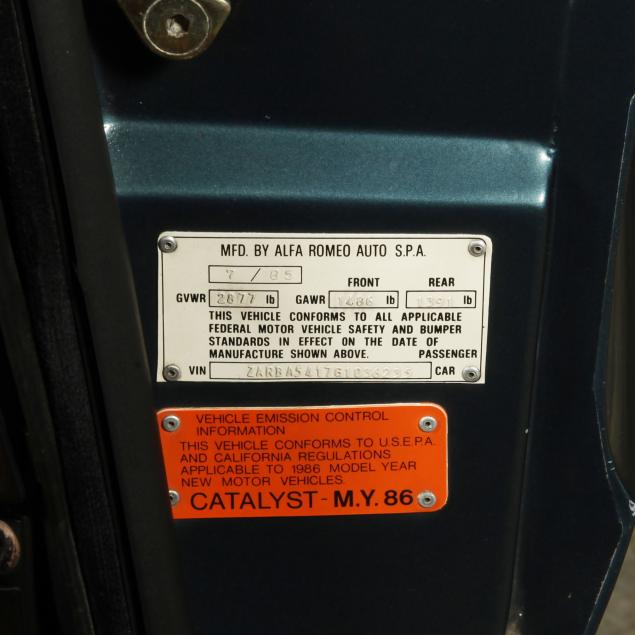 MFD. BY ALFA ROMEO AUTO S.P.A.
7 / 85
FRONT REAR
GVWR 2877 lb GAWR 1486 lb 1391 lb
THIS VEHICLE CONFORMS TO ALL APPLICABLE
FEDERAL MOTOR VEHICLE SAFETY AND BUMPER
STANDARDS IN EFFECT ON THE DATE OF
MANUFACTURE SHOWN ABOVE. PASSENGER
VIN ZARBA5417G1036235 CAR
VEHICLE EMISSION CONTROL
INFORMATION
THIS VEHICLE CONFORMS TO U.S.E.P.A.
AND CALIFORNIA REGULATIONS
APPLICABLE TO 1986 MODEL YEAR
NEW MOTOR VEHICLES.
CATALYST - M.Y. 86